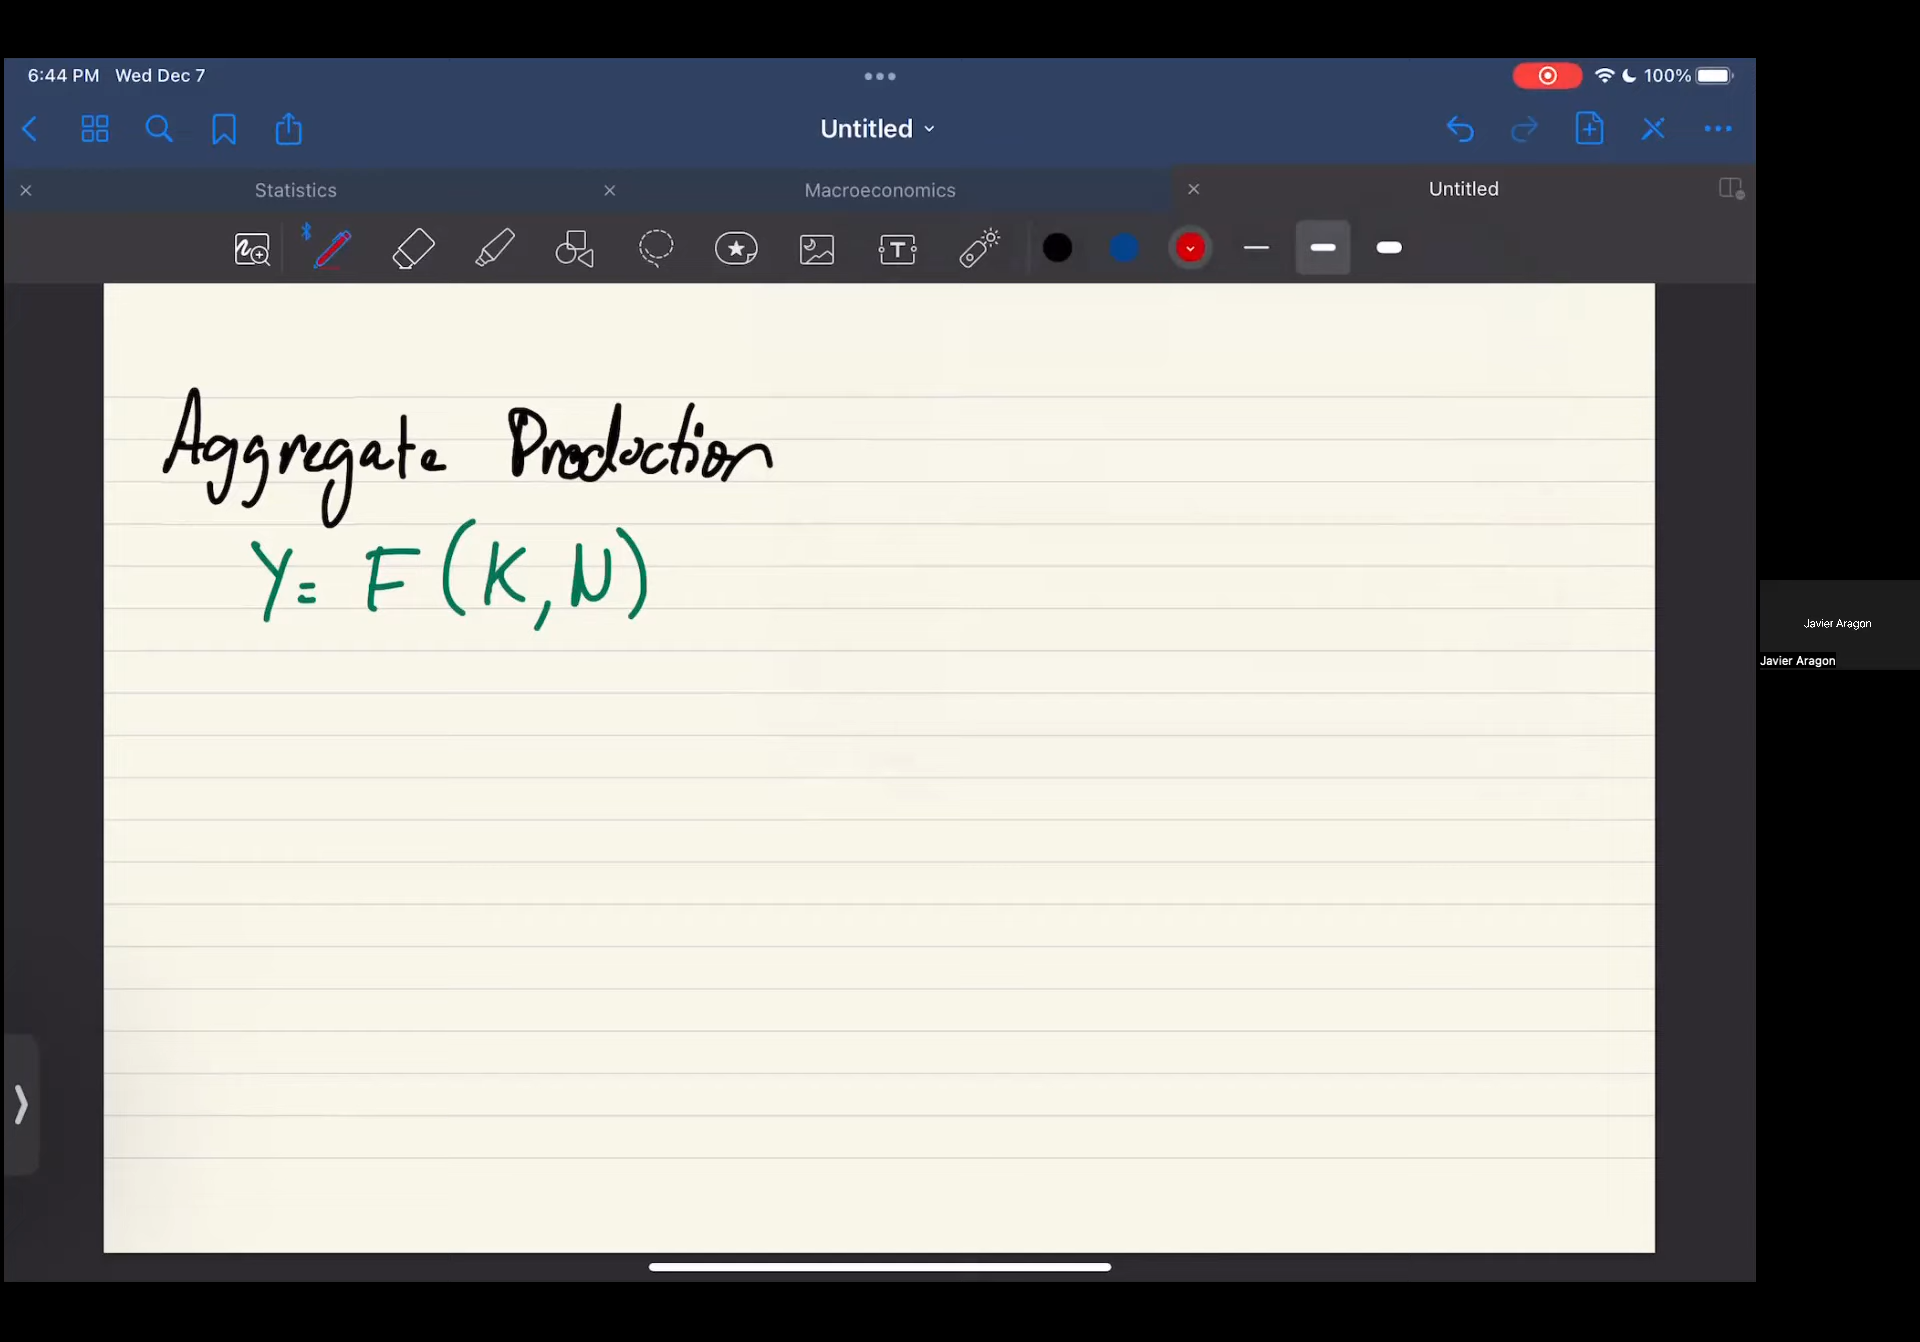 6:44 PM Wed Dec 7
100%
Untitled
Statistics
Macroeconomics
Untitled
T
Aggregate Production
Y= F (K, N)
Javier Aragon
Javier Aragon